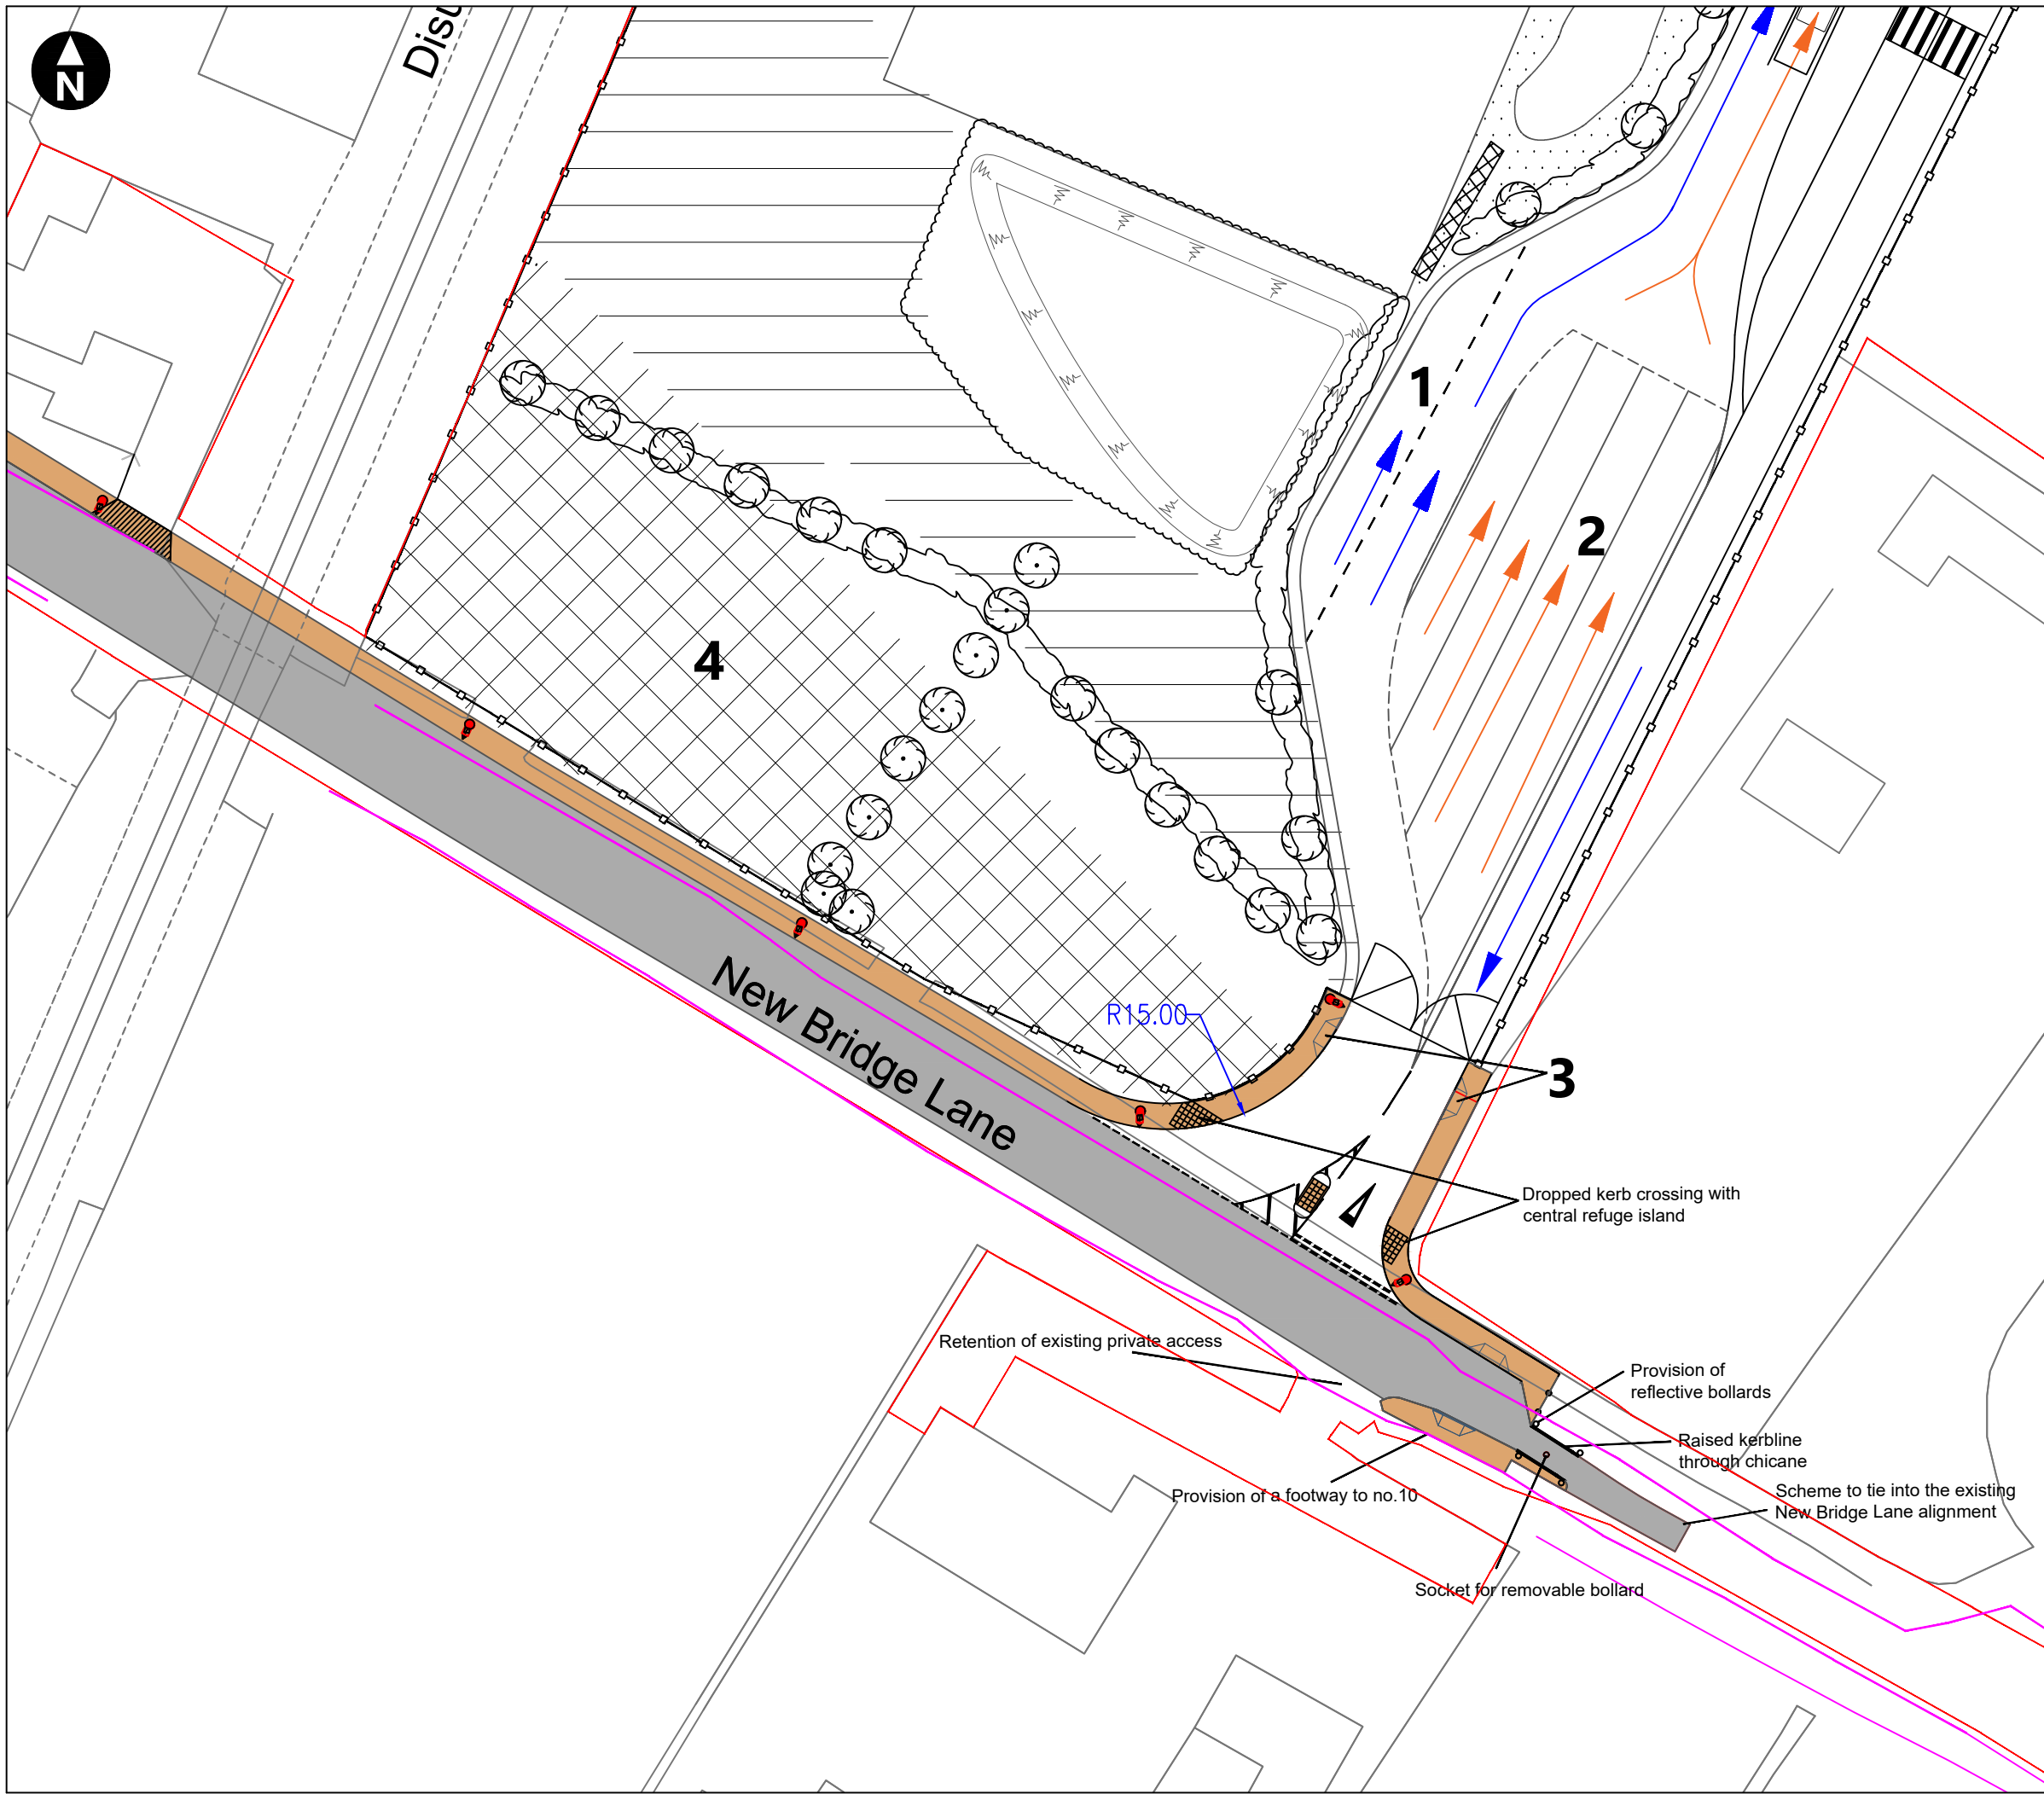 N
Disu
1
2
4
R15.00
3
New Bridge Lane
Dropped kerb crossing with
central refuge island
Retention of existing private access
Provision of
reflective bollards
Raised kerbline
through chicane
Provision of a footway to no.10
Scheme to tie into the existing
New Bridge Lane alignment
Socket for removable bollard